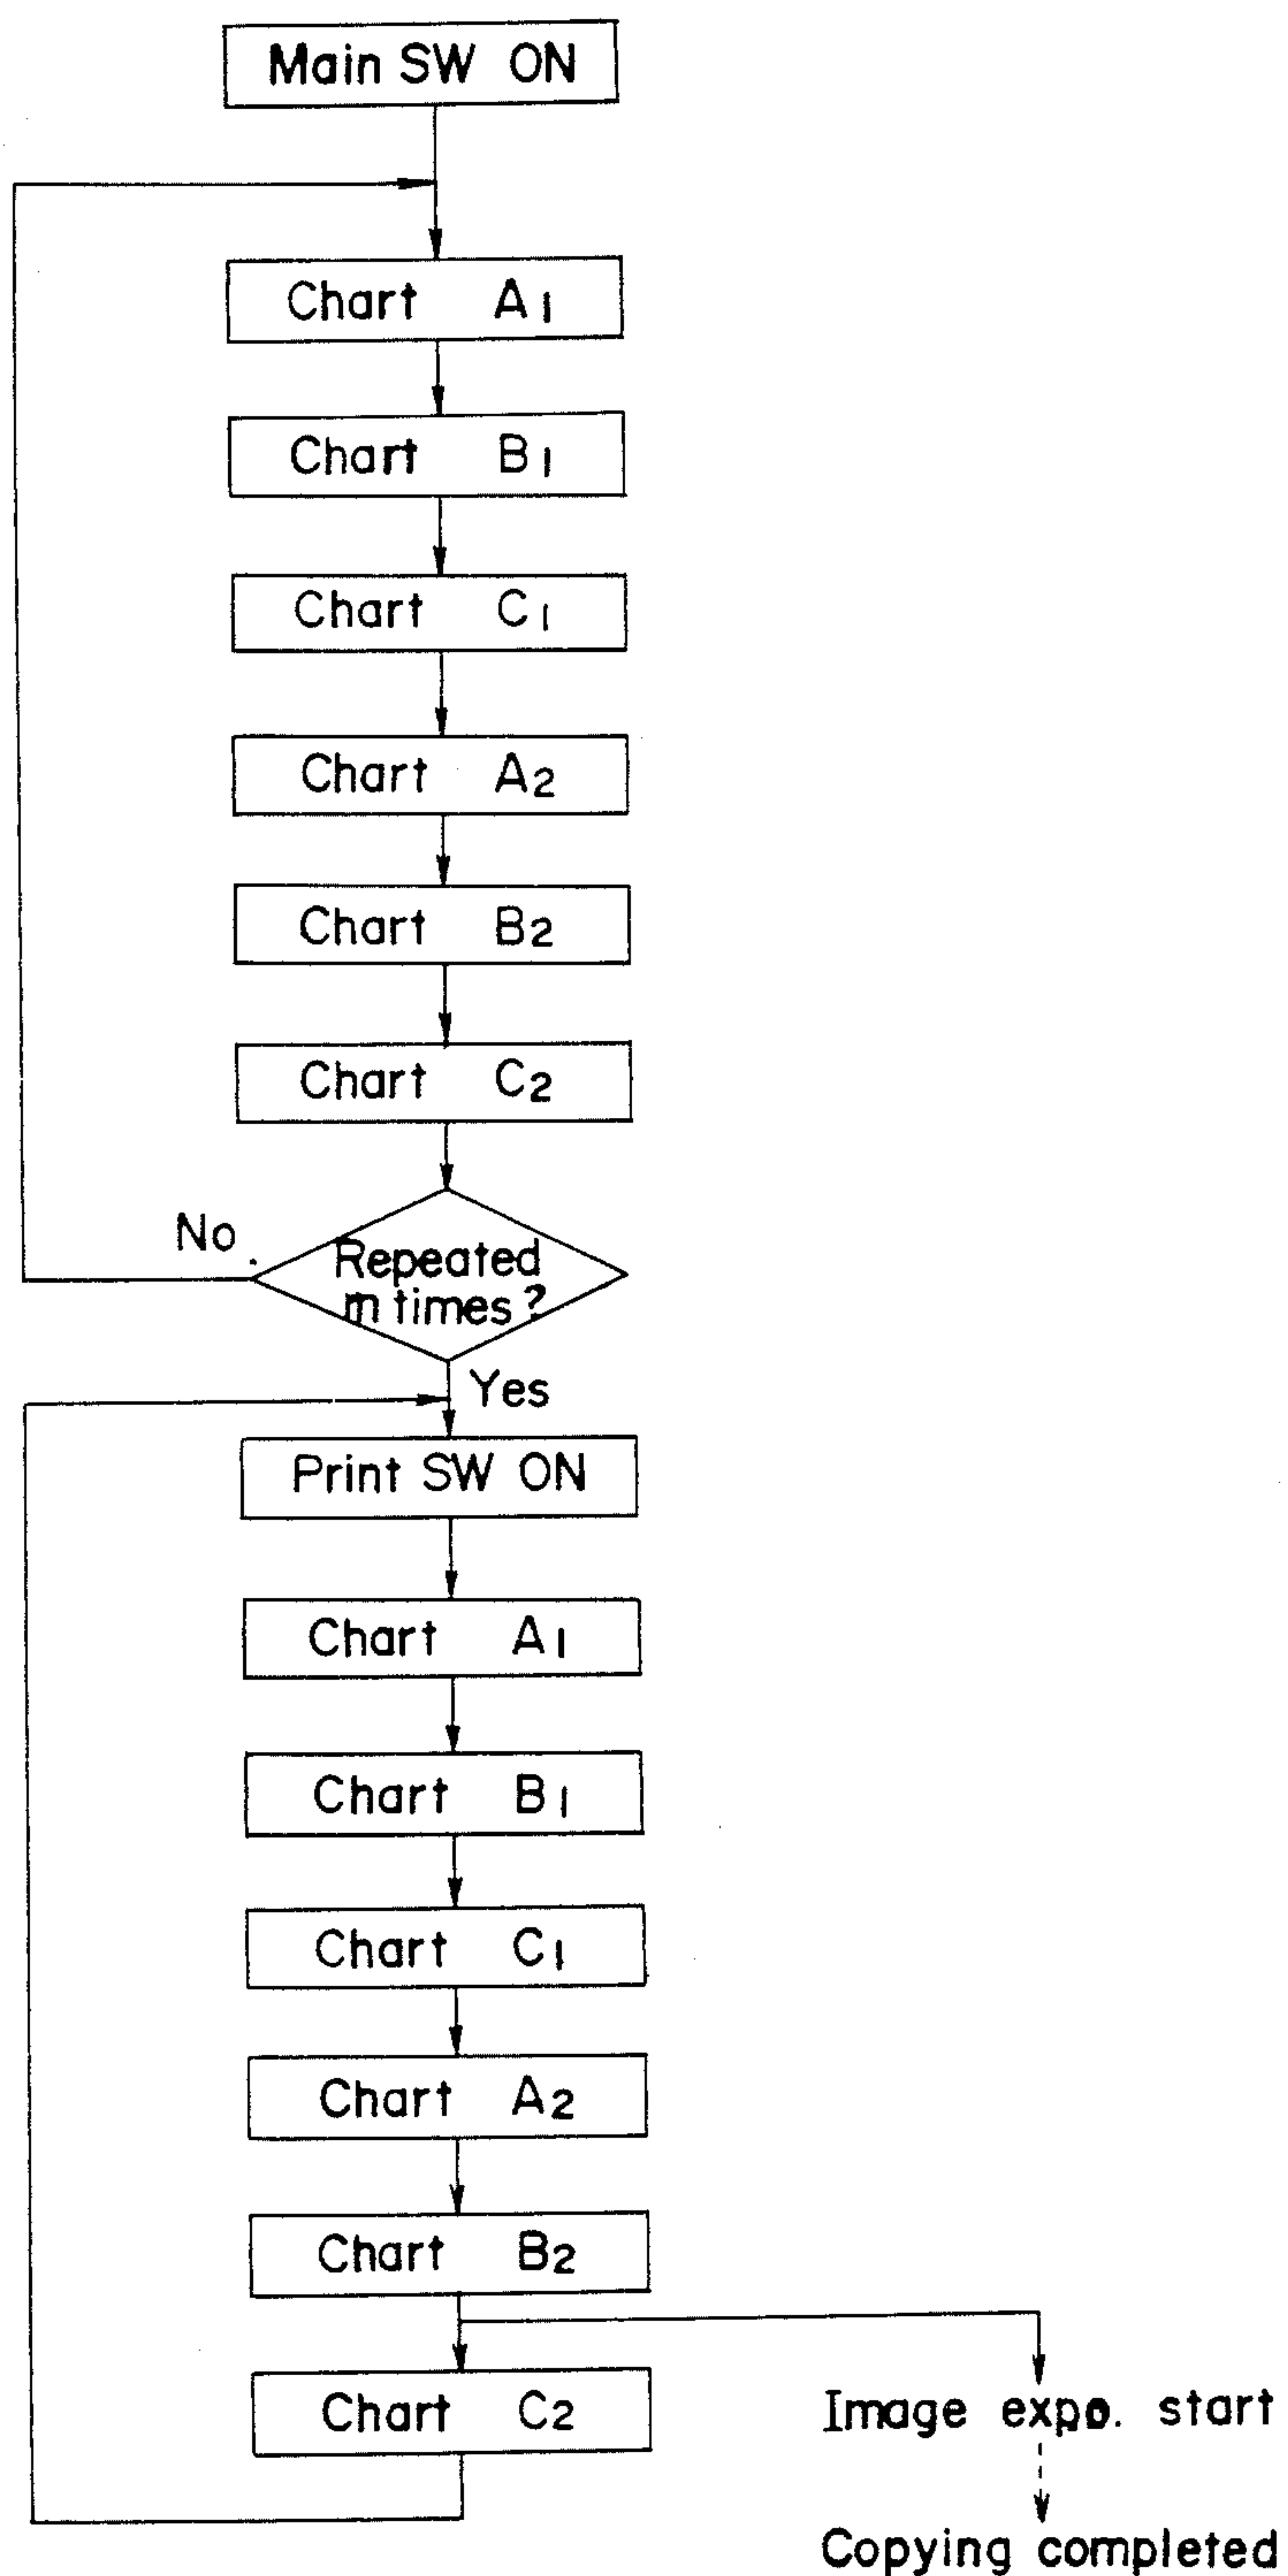 Main SW ON
Chart A1
Chart B1
Chart C1
Chart A2
Chart B2
Chart C2
No
Repeated
m times?
Yes
Print SW ON
Chart A1
Chart B1
Chart C1
Chart A2
Chart B2
Chart C2
Image expo. start
Copying completed